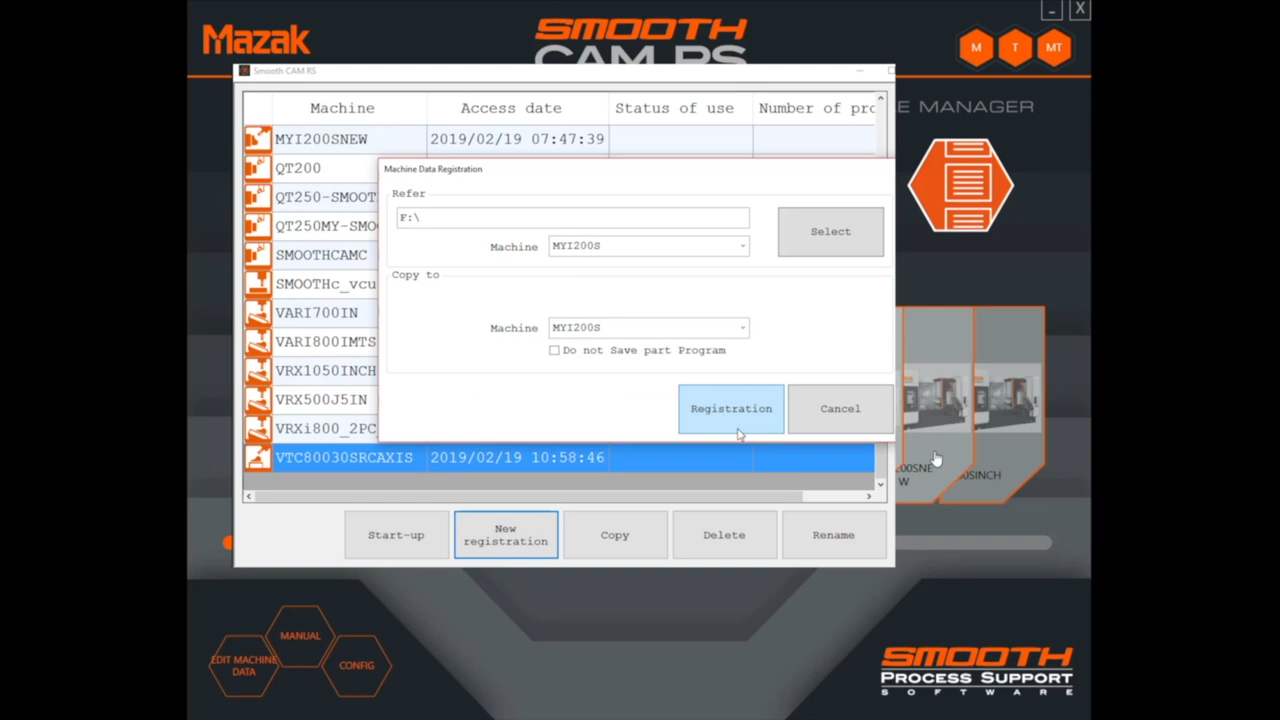 Mazak
SMOOTH
CAM RS
M T MT
_ X
Smooth CAM RS
E MANAGER
Machine Access date Status of use Number of pro
MYI200SNEW 2019/02/19 07:47:39
QT200
QT250-SMOOT
QT250MY-SMO
SMOOTHCAMC
SMOOTHc_vcu
VARI700IN
VARI800IMTS
VRX1050INCH
VRX500J5IN
VRXi800_2PC
VTC80030SRCAXIS 2019/02/19 10:58:46
Machine Data Registration
Refer
F:\
Select
Machine MYI200S
Copy to
Machine MYI200S
Do not Save part Program
Registration Cancel
200SNE
W
0SINCH
Start-up
New
registration
Copy
Delete
Rename
MANUAL
EDIT MACHINE
DATA
CONFIG
SMOOTH
PROCESS SUPPORT
SOFTWARE